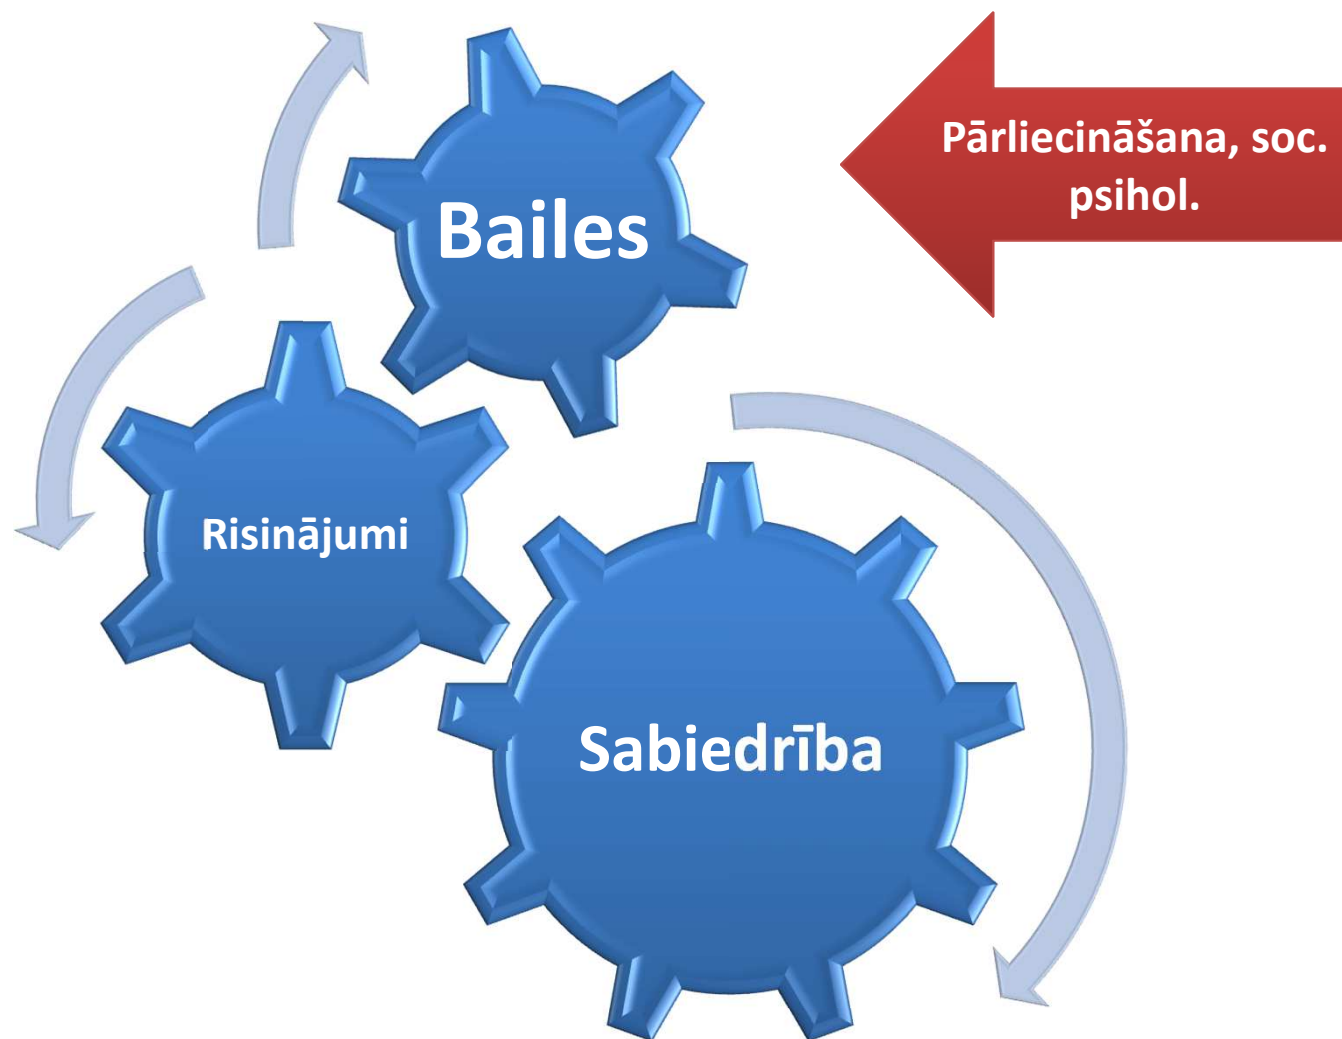 Bailes
Pārliecināšana, soc.
psihol.
Risinājumi
Sabiedrība